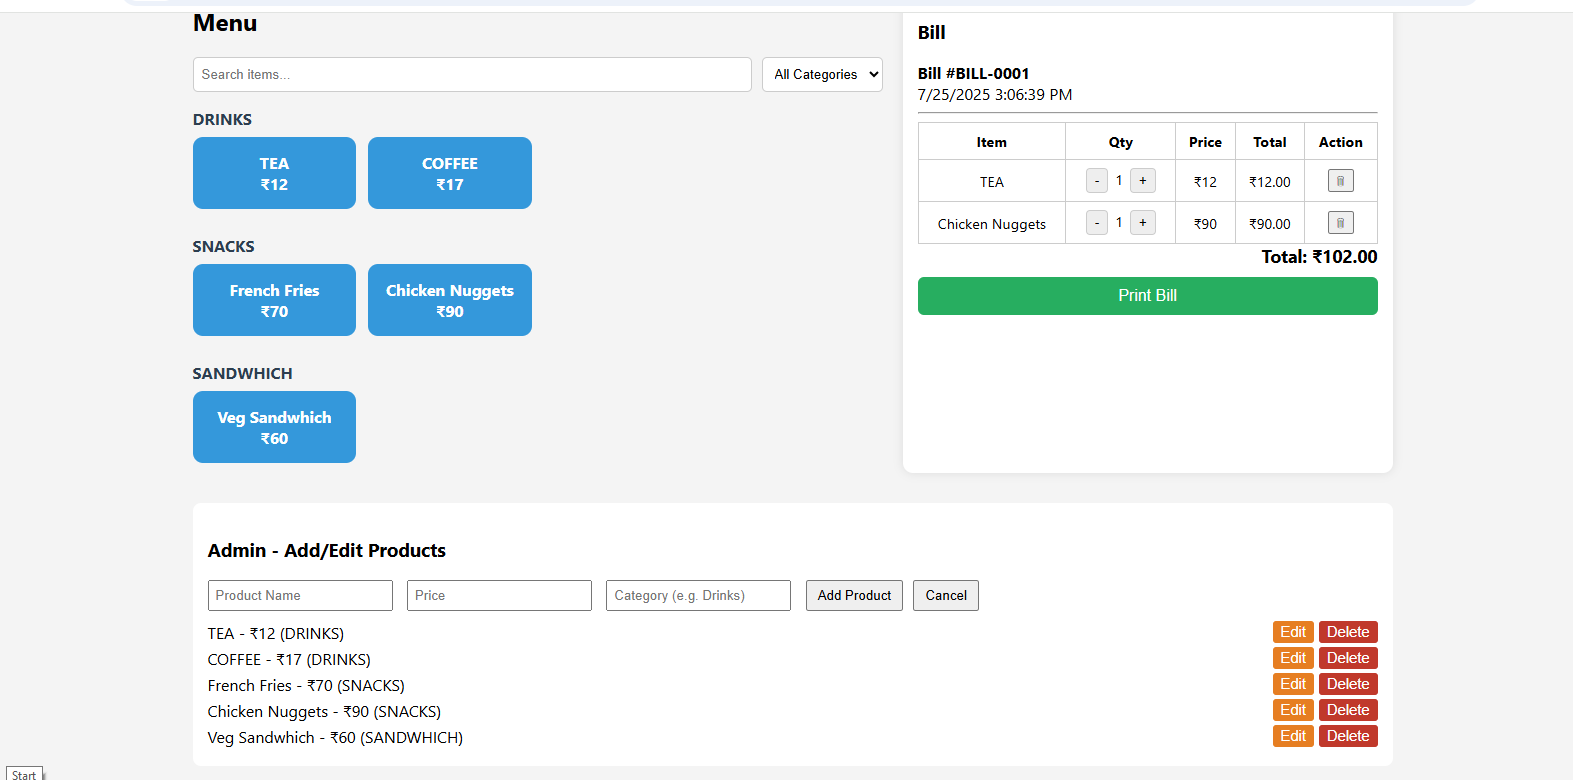 Menu
Search items...
All Categories
DRINKS
TEA
₹12
COFFEE
₹17
SNACKS
French Fries
₹70
Chicken Nuggets
₹90
SANDWHICH
Veg Sandwhich
₹60
Bill
Bill #BILL-0001
7/25/2025 3:06:39 PM
Item Qty Price Total Action
TEA - 1 + ₹12 ₹12.00
Chicken Nuggets - 1 + ₹90 ₹90.00
Total: ₹102.00
Print Bill
Admin - Add/Edit Products
Product Name Price Category (e.g. Drinks) Add Product Cancel
TEA - ₹12 (DRINKS) Edit Delete
COFFEE - ₹17 (DRINKS) Edit Delete
French Fries - ₹70 (SNACKS) Edit Delete
Chicken Nuggets - ₹90 (SNACKS) Edit Delete
Veg Sandwhich - ₹60 (SANDWHICH) Edit Delete
Start